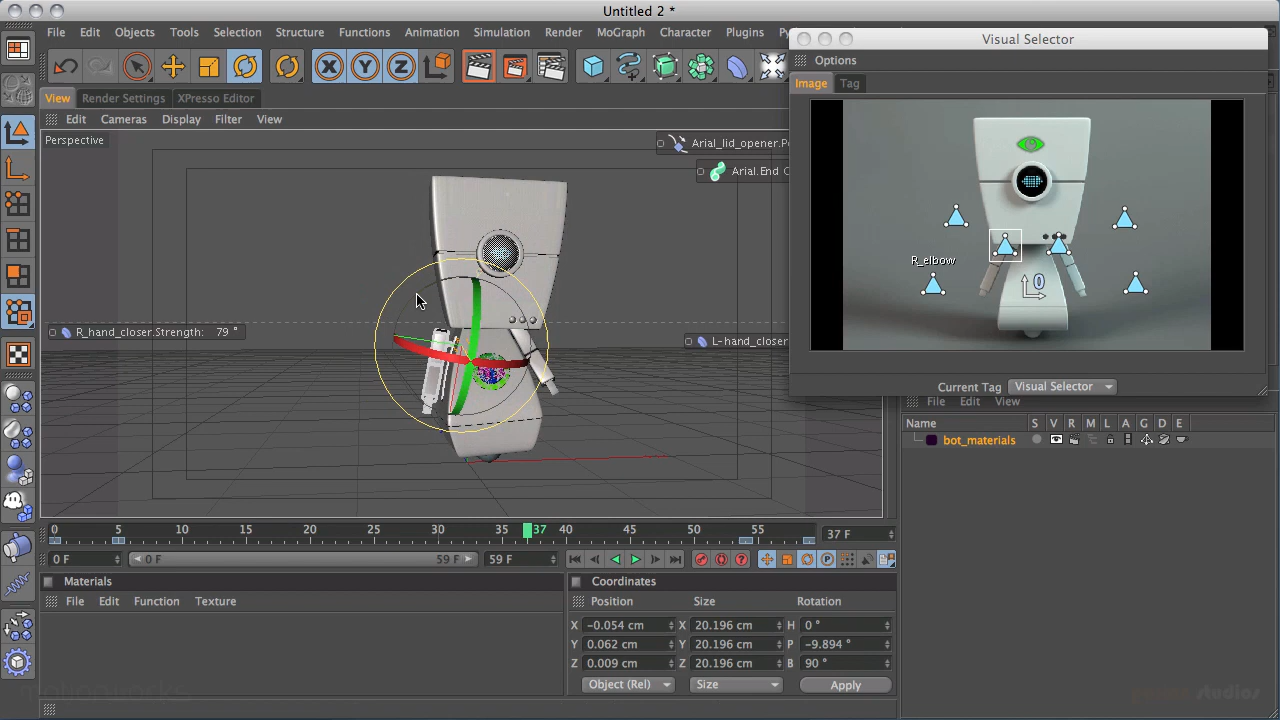 Untitled 2 *
File Edit Objects Tools Selection Structure Functions Animation Simulation Render MoGraph Character Plugins
Visual Selector
Options
Image Tag
View Render Settings XPresso Editor
Edit Cameras Display Filter View
Perspective
Arial_lid_opener.
Arial.End
R_elbow
0
R_hand_closer.Strength: 79 °
L-hand_closer
Current Tag Visual Selector
File Edit View
Name S V R M L A G D E
bot_materials
0 5 10 15 20 25 30 35 37 40 45 50 55
37 F
0 F 0 F 59 F 59 F
Materials
File Edit Function Texture
Coordinates
Position Size Rotation
X -0.054 cm X 20.196 cm H 0 °
Y 0.062 cm Y 20.196 cm P -9.894 °
Z 0.009 cm Z 20.196 cm B 90 °
Object (Rel) Size Apply
motionworks
studios